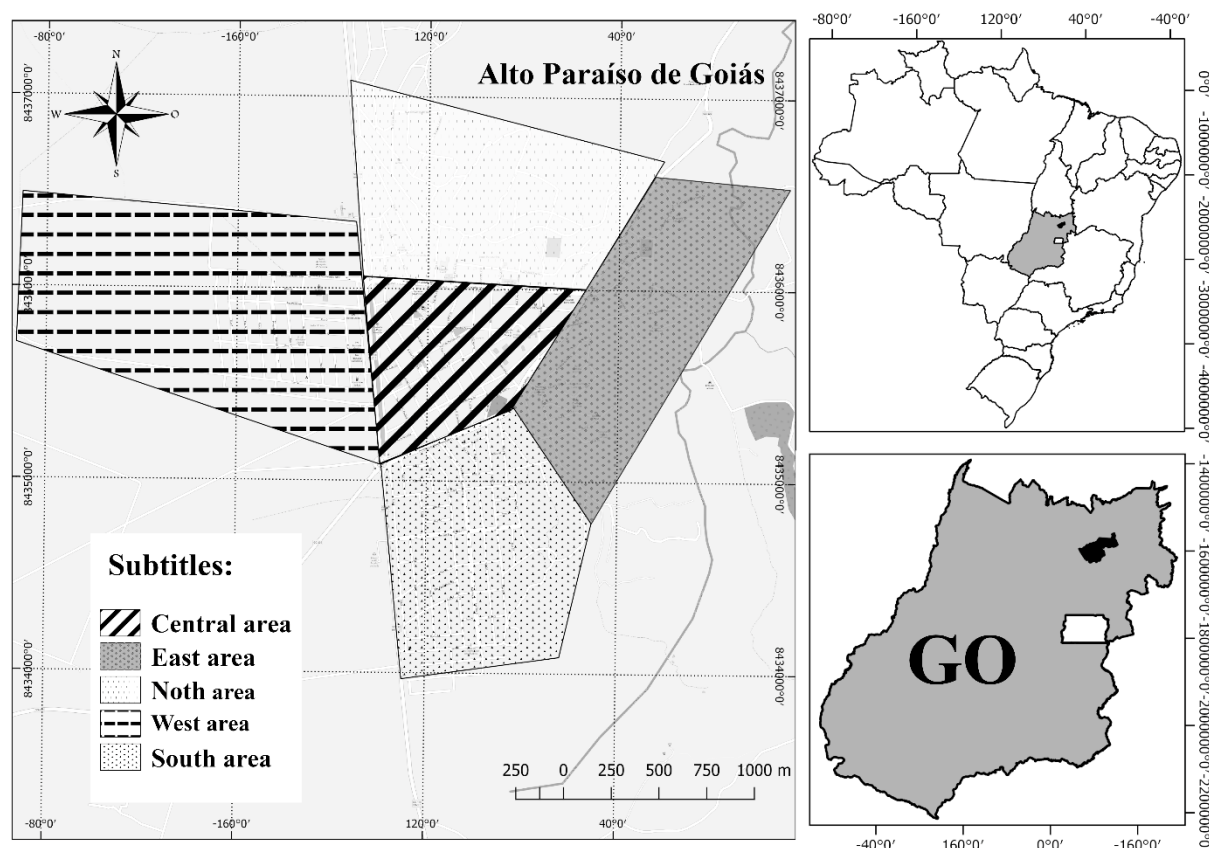 -80°0′ -160°0′ 120°0′ 40°0′
Alto Paraíso de Goiás
N
W O
S
8437000°0′ 8437000°0′
8436000°0′ 8436000°0′
8435000°0′ 8435000°0′
8434000°0′ 8434000°0′
Subtitles:
Central area
East area
Noth area
West area
South area
250 0 250 500 750 1000 m
-80°0′ -160°0′ 120°0′ 40°0′
-80°0′ -160°0′ 120°0′ 40°0′ -40°0′
0°0′
-1000000°0′
-2000000°0′
-3000000°0′
-4000000°0′
GO
-1400000°0′
-1600000°0′
-1800000°0′
-2000000°0′
-2200000°0′
-40°0′ 160°0′ 0°0′ -160°0′